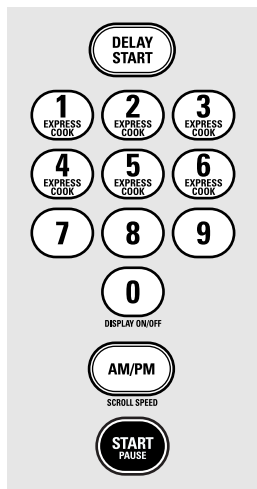 DELAY
START
1 2 3
EXPRESS EXPRESS EXPRESS
COOK COOK COOK
4 5 6
EXPRESS EXPRESS EXPRESS
COOK COOK COOK
7 8 9
0
DISPLAY ON/OFF
AM/PM
SCROLL SPEED
START
PAUSE